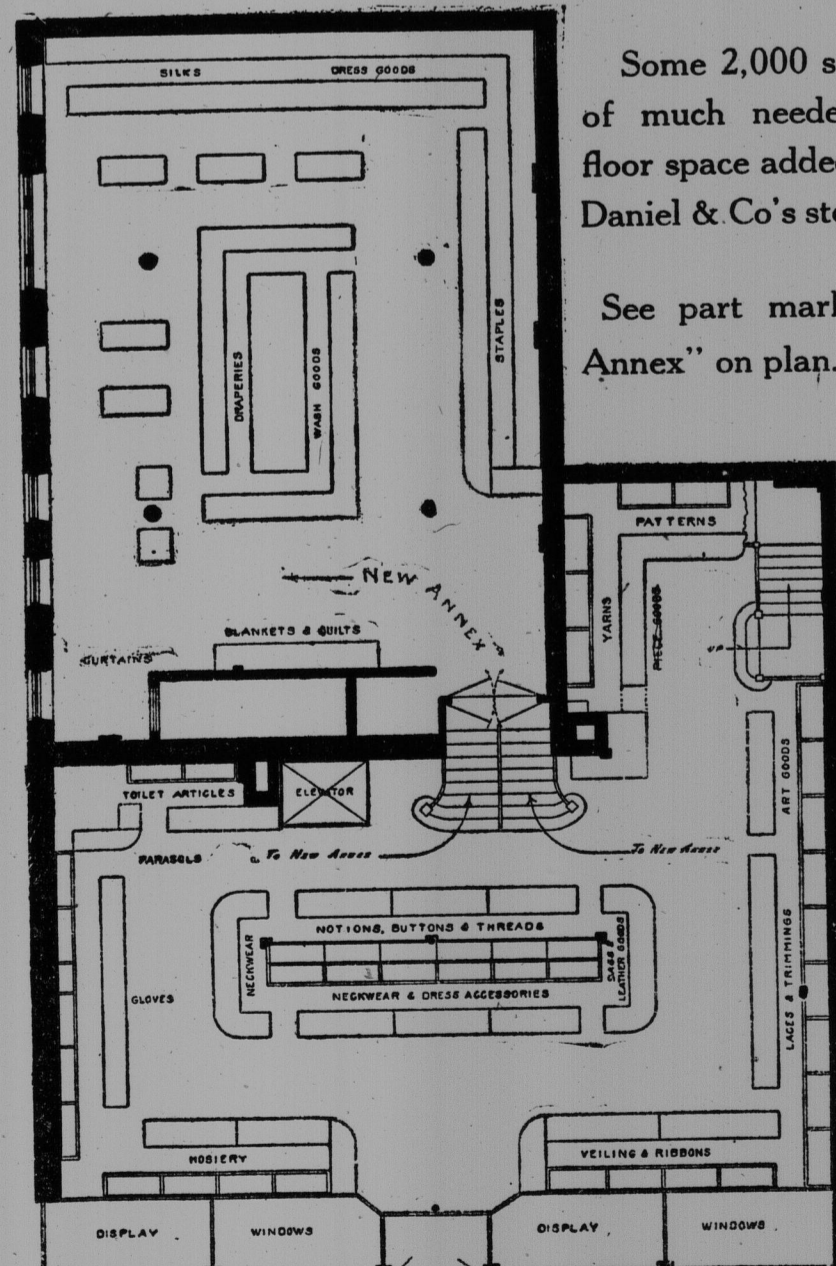 Some 2,000 s
of much neede
floor space adde
Daniel & Co's sto
See part mark
Annex" on plan.
SILKS DRESS GOODS
STAPLES
DRAPERIES
WASH GOODS
NEW ANNEX
BLANKETS & QUILTS
CURTAINS
PATTERNS
YARNS
PIECE GOODS
UP
TOILET ARTICLES
ELEVATOR
PARASOLS
To New Annex
To New Annex
ART GOODS
NOTIONS, BUTTONS & THREADS
NECKWEAR
BAGS &
LEATHER GOODS
NECKWEAR & DRESS ACCESSORIES
GLOVES
LACES & TRIMMINGS
HOSIERY
VEILING & RIBBONS
DISPLAY WINDOWS
DISPLAY WINDOWS